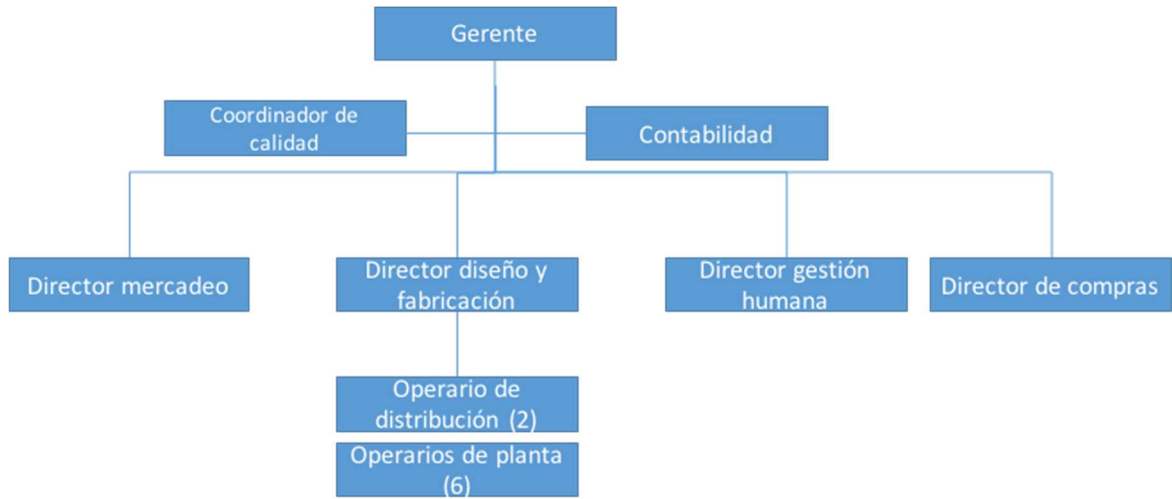 Gerente
Coordinador de
calidad
Contabilidad
Director mercadeo
Director diseño y
fabricación
Director gestión
humana
Director de compras
Operario de
distribución (2)
Operarios de planta
(6)